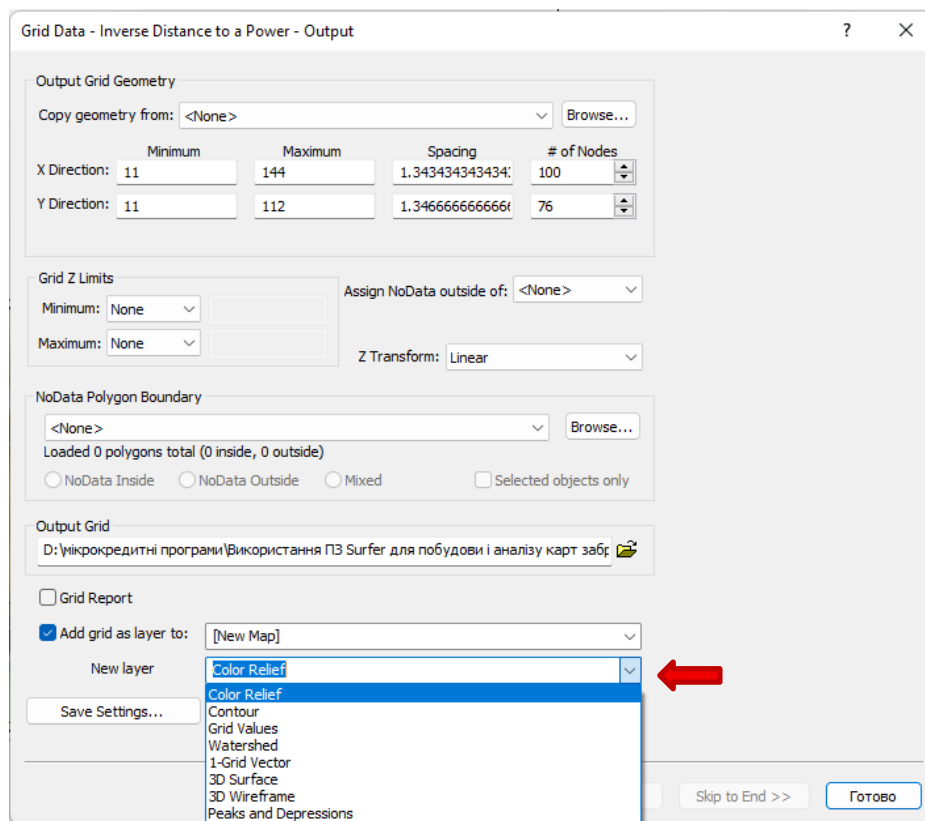 Grid Data - Inverse Distance to a Power - Output ?
Output Grid Geometry
Copy geometry from: <None> Browse...
Minimum Maximum Spacing # of Nodes
X Direction: 11 144 1.343434343434: 100
Y Direction: 11 112 1.3466666666666 76
Grid Z Limits
Minimum: None
Maximum: None
Assign NoData outside of: <None>
Z Transform: Linear
NoData Polygon Boundary
<None> Browse...
Loaded 0 polygons total (0 inside, 0 outside)
NoData Inside NoData Outside Mixed Selected objects only
Output Grid
D:\мікрокредитні програми\Використання ПЗ Surfer для побудови і аналізу карт забр
Grid Report
Add grid as layer to: [New Map]
New layer Color Relief
Color Relief
Contour
Grid Values
Watershed
1-Grid Vector
3D Surface
3D Wireframe
Peaks and Depressions
Save Settings...
Skip to End >> Готово